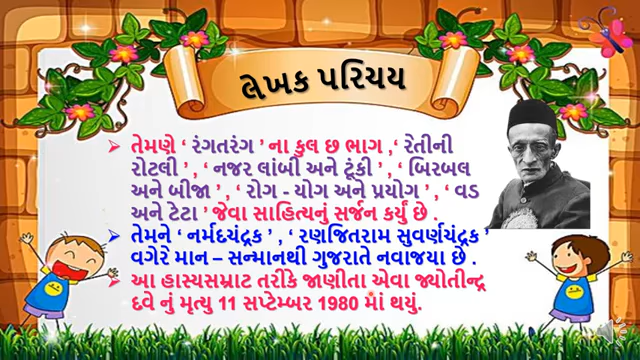 લેખક પરિચય
➢ તેમણે ‘ રંગતરંગ ’ ના કુલ છ ભાગ ,‘ રેતીની
રોટલી ’ , ‘ નજર લાંબી અને ટૂંકી ’ , ‘ બિરબલ
અને બીજા ’ , ‘ રોગ - યોગ અને પ્રયોગ ’ , ‘ વડ
અને ટેટા ’ જેવા સાહિત્યનું સર્જન કર્યું છે .
➢ તેમને ‘ નર્મદચંદ્રક ’ , ‘ રણજિતરામ સુવર્ણચંદ્રક ’
વગેરે માન – સન્માનથી ગુજરાતે નવાજયા છે .
➢ આ હાસ્યસમ્રાટ તરીકે જાણીતા એવા જ્યોતીન્દ્ર
દવે નું મૃત્યુ 11 સપ્ટેમ્બર 1980 માં થયું.